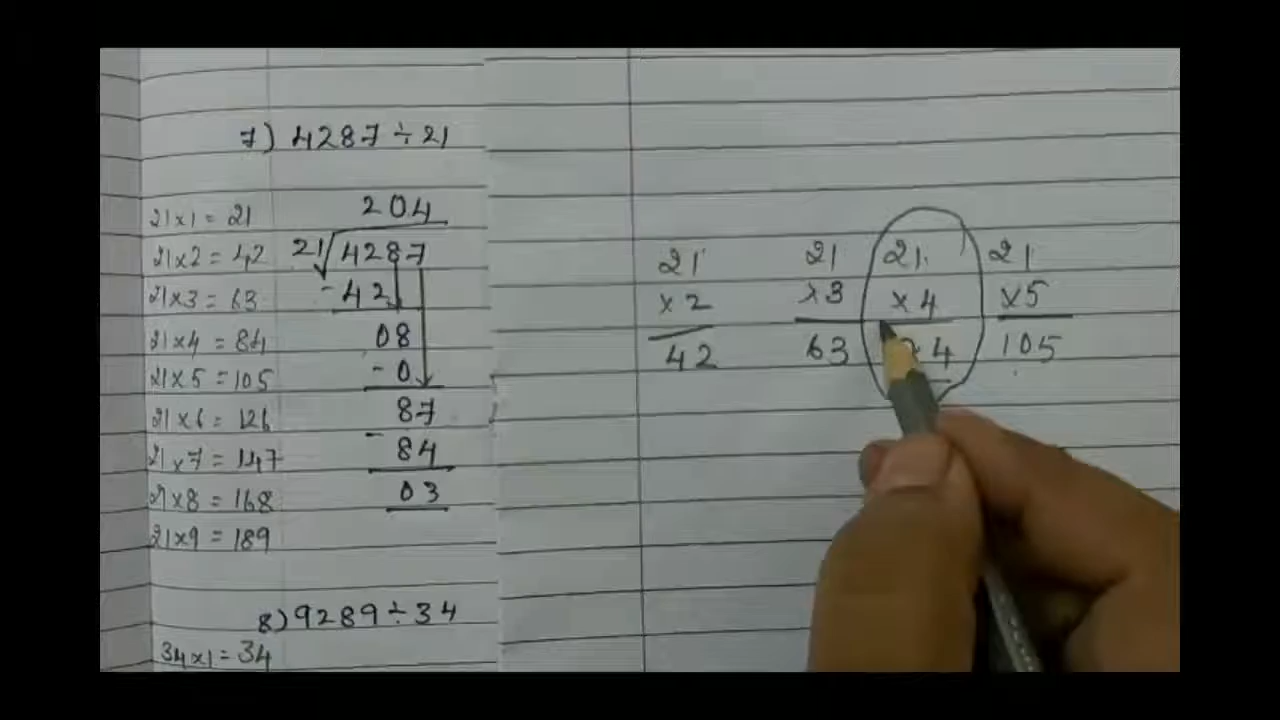 7) 4287 ÷ 21
204
21×1 = 21
21×2 = 42
21×3 = 63
21×4 = 84
21×5 = 105
21×6 = 126
21×7 = 147
21×8 = 168
21×9 = 189
21√4287
- 42
08
- 0
87
- 84
03
8) 9289 ÷ 34
34×1 = 34
21
×2
42
21
×3
63
21
×4
4
21
×5
105